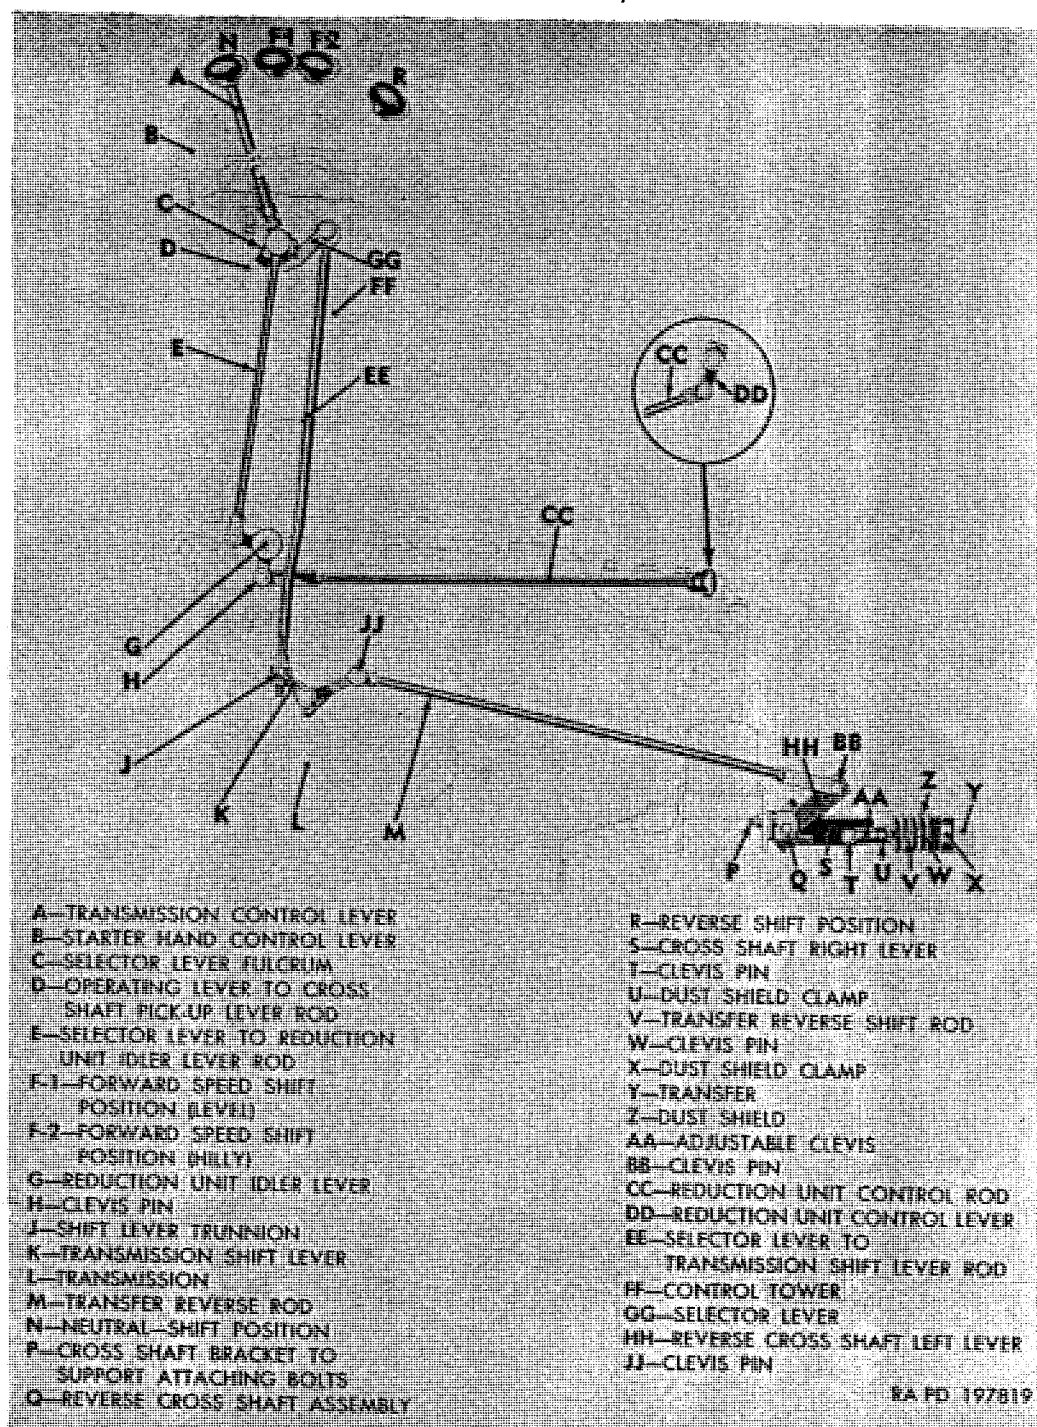 N F1 F2
R
A
B
C
D
GG
FF
E
EE
CC
DD
CC
G
H
JJ
J
K
L
M
HH BB
Z
Y
AA
P
Q
S
T
U
V
W
X
A—TRANSMISSION CONTROL LEVER
B—STARTER HAND CONTROL LEVER
C—SELECTOR LEVER FULCRUM
D—OPERATING LEVER TO CROSS
SHAFT PICK-UP LEVER ROD
E—SELECTOR LEVER TO REDUCTION
UNIT IDLER LEVER ROD
F-1—FORWARD SPEED SHIFT
POSITION (LEVEL)
F-2—FORWARD SPEED SHIFT
POSITION (HILLY)
G—REDUCTION UNIT IDLER LEVER
H—CLEVIS PIN
J—SHIFT LEVER TRUNNION
K—TRANSMISSION SHIFT LEVER
L—TRANSMISSION
M—TRANSFER REVERSE ROD
N—NEUTRAL—SHIFT POSITION
P—CROSS SHAFT BRACKET TO
SUPPORT ATTACHING BOLTS
Q—REVERSE CROSS SHAFT ASSEMBLY
R—REVERSE SHIFT POSITION
S—CROSS SHAFT RIGHT LEVER
T—CLEVIS PIN
U—DUST SHIELD CLAMP
V—TRANSFER REVERSE SHIFT ROD
W—CLEVIS PIN
X—DUST SHIELD CLAMP
Y—TRANSFER
Z—DUST SHIELD
AA—ADJUSTABLE CLEVIS
BB—CLEVIS PIN
CC—REDUCTION UNIT CONTROL ROD
DD—REDUCTION UNIT CONTROL LEVER
EE—SELECTOR LEVER TO
TRANSMISSION SHIFT LEVER ROD
FF—CONTROL TOWER
GG—SELECTOR LEVER
HH—REVERSE CROSS SHAFT LEFT LEVER
JJ—CLEVIS PIN
RA PD 197819